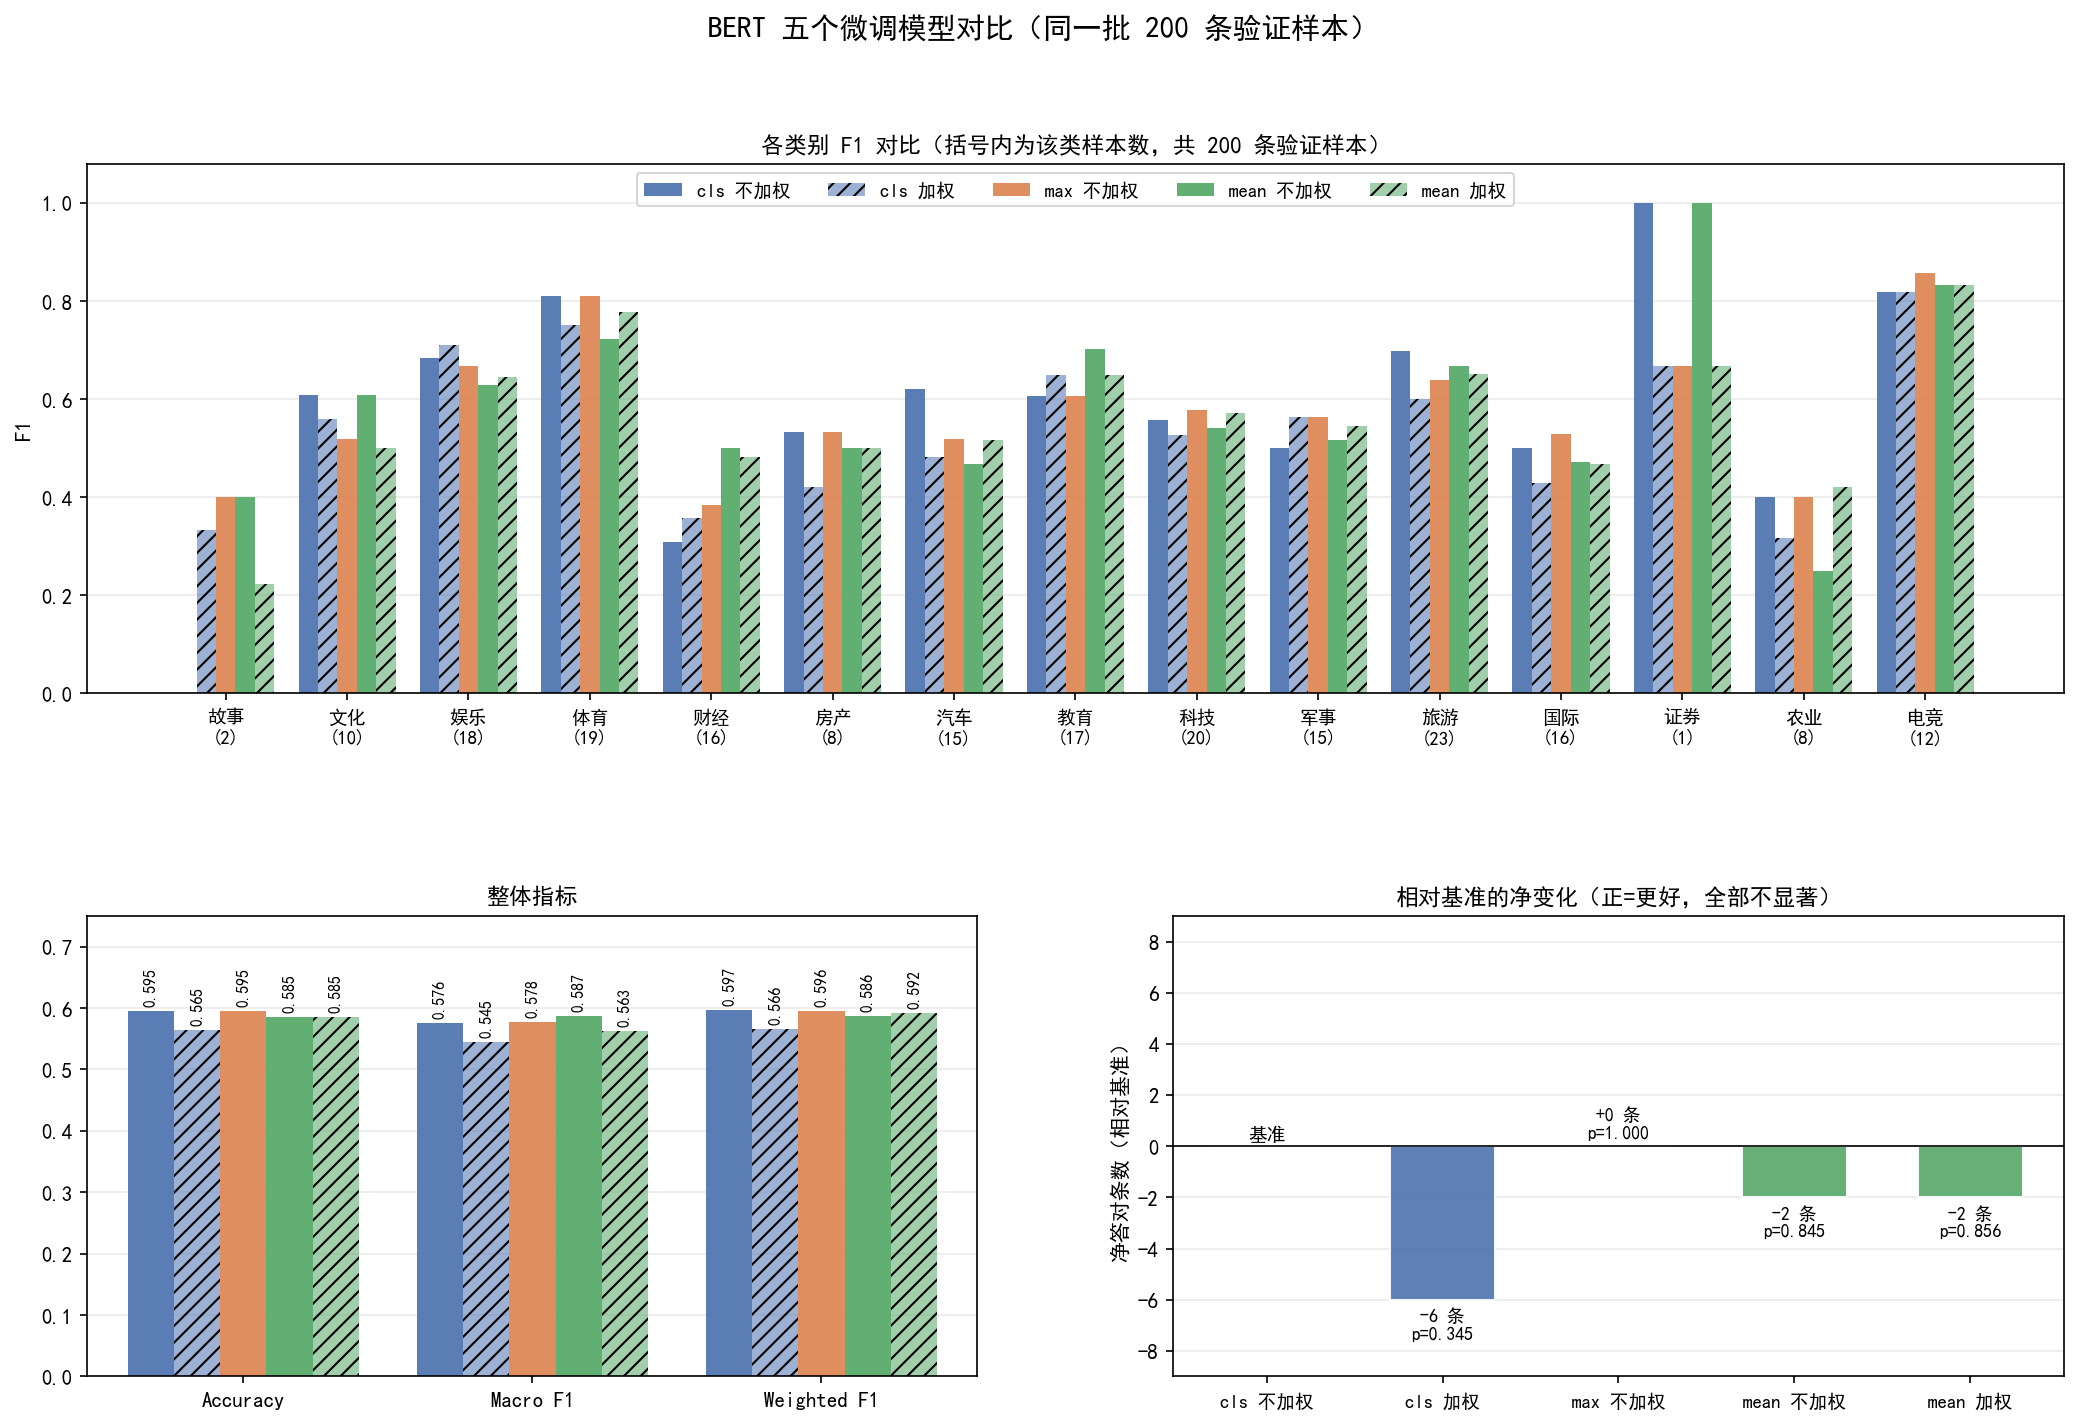 BERT 五个微调模型对比（同一批 200 条验证样本）
各类别 F1 对比（括号内为该类样本数，共 200 条验证样本）
cls 不加权 cls 加权 max 不加权 mean 不加权 mean 加权
F1
1.0
0.8
0.6
0.4
0.2
0.0
故事 文化 娱乐 体育 财经 房产 汽车 教育 科技 军事 旅游 国际 证券 农业 电竞
(2) (10) (18) (19) (16) (8) (15) (17) (20) (15) (23) (16) (1) (8) (12)
整体指标
0.7
0.6
0.5
0.4
0.3
0.2
0.1
0.0
0.595 0.565 0.595 0.585 0.585
0.576 0.545 0.578 0.587 0.563
0.597 0.566 0.596 0.586 0.592
Accuracy Macro F1 Weighted F1
相对基准的净变化（正=更好，全部不显著）
净答对条数（相对基准）
8
6
4
2
0
−2
−4
−6
−8
基准
−6 条
p=0.345
+0 条
p=1.000
−2 条
p=0.845
−2 条
p=0.856
cls 不加权 cls 加权 max 不加权 mean 不加权 mean 加权